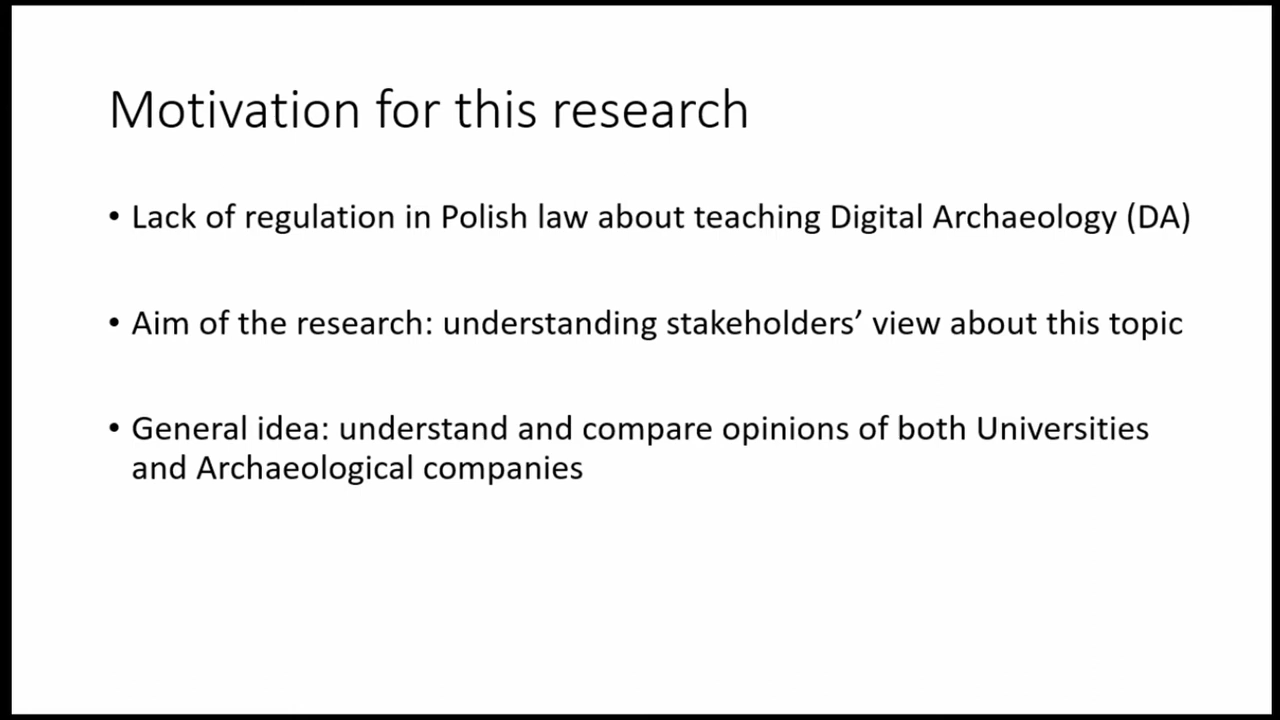 Motivation for this research
• Lack of regulation in Polish law about teaching Digital Archaeology (DA)
• Aim of the research: understanding stakeholders’ view about this topic
• General idea: understand and compare opinions of both Universities
and Archaeological companies